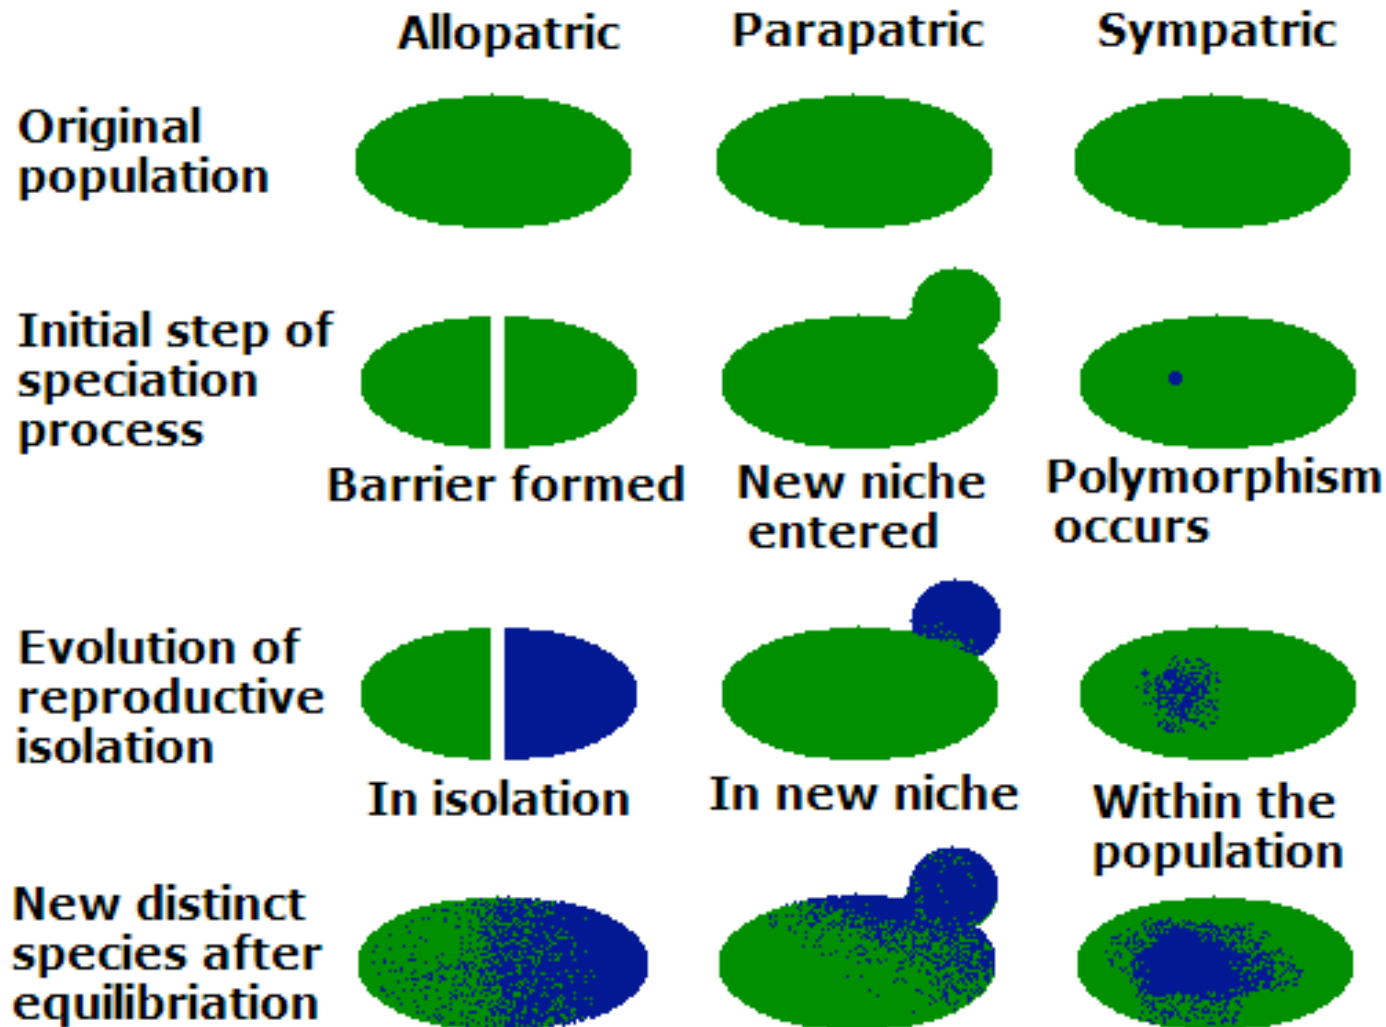 Allopatric Parapatric Sympatric
Original
population
Initial step of
speciation
process
Barrier formed
New niche
entered
Polymorphism
occurs
Evolution of
reproductive
isolation
In isolation
In new niche
Within the
population
New distinct
species after
equilibriation